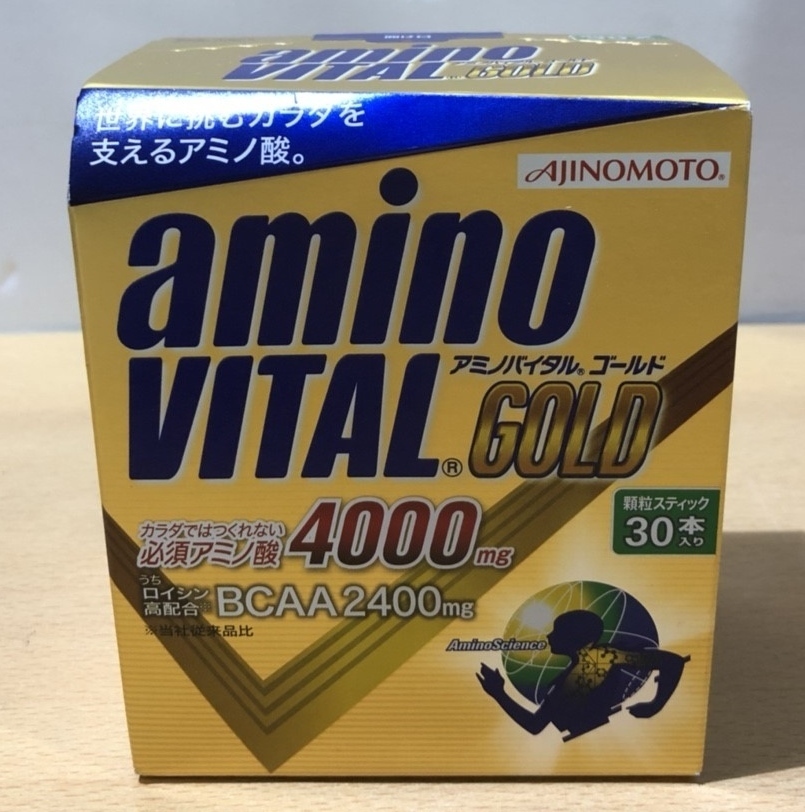 amino
VITAL® GOLD
世界に挑むカラダを
支えるアミノ酸。
AJINOMOTO®
amino
VITAL®
アミノバイタル® ゴールド
GOLD
顆粒スティック
30本入り
カラダではつくれない
必須アミノ酸 4000mg
うち
ロイシン
高配合※ BCAA 2400mg
※当社従来品比
AminoScience